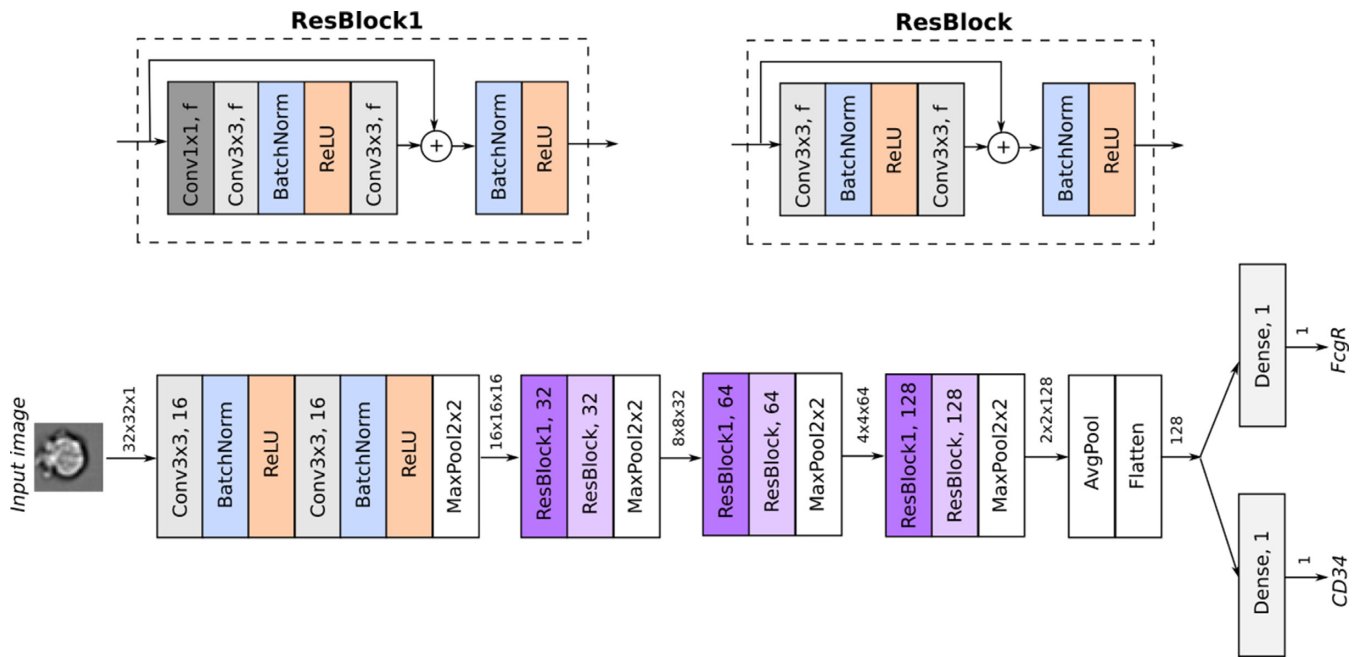 ResBlock1
ResBlock
Conv1x1, f
Conv3x3, f
BatchNorm
ReLU
Conv3x3, f
+
BatchNorm
ReLU
Conv3x3, f
BatchNorm
ReLU
Conv3x3, f
+
BatchNorm
ReLU
Input image
32x32x1
Conv3x3, 16
BatchNorm
ReLU
Conv3x3, 16
BatchNorm
ReLU
MaxPool2x2
16x16x16
ResBlock1, 32
ResBlock, 32
MaxPool2x2
8x8x32
ResBlock1, 64
ResBlock, 64
MaxPool2x2
4x4x64
ResBlock1, 128
ResBlock, 128
MaxPool2x2
2x2x128
AvgPool
Flatten
128
Dense, 1
1
FcgR
Dense, 1
1
CD34